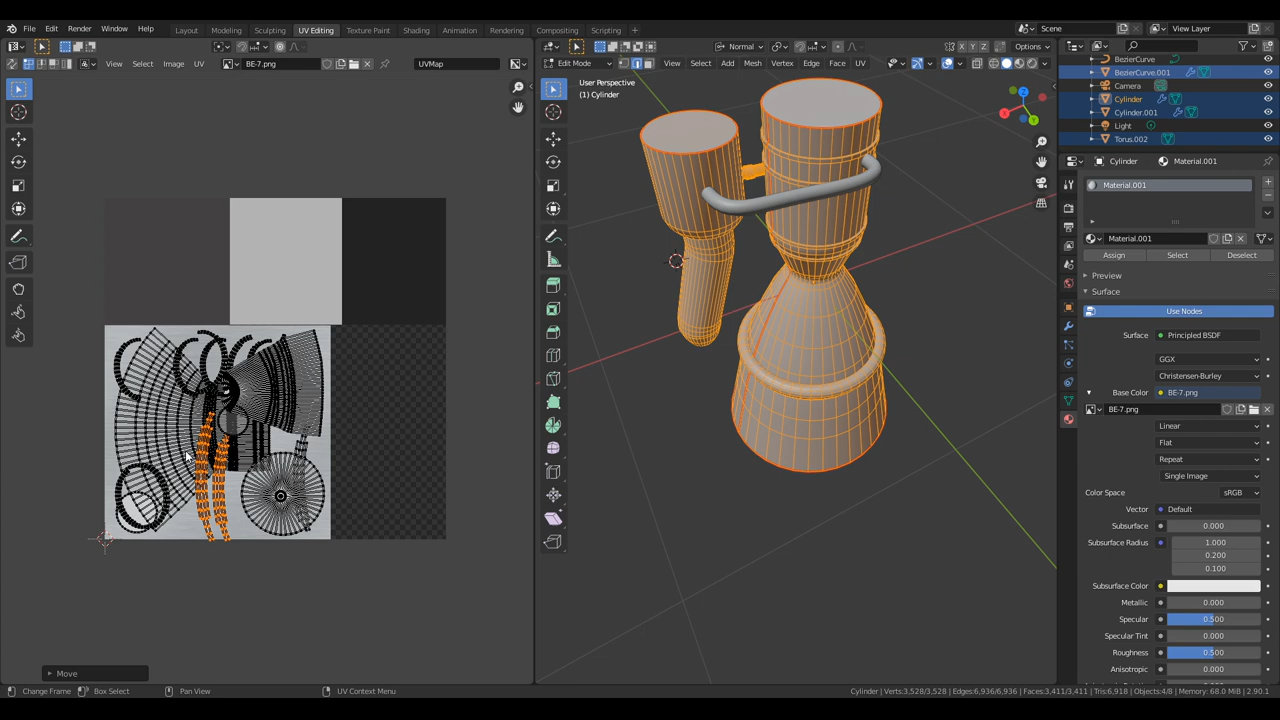 File Edit Render Window Help Layout Modeling Sculpting UV Editing Texture Paint Shading Animation Rendering Compositing Scripting + Scene View Layer
Normal X Y Z Options
View Select Image UV BE-7.png UVMap Edit Mode View Select Add Mesh Vertex Edge Face UV
User Perspective
(1) Cylinder
BezierCurve
BezierCurve.001
Camera
Cylinder
Cylinder.001
Light
Torus.002
Cylinder Material.001
Material.001
Material.001
Assign Select Deselect
Preview
Surface
Use Nodes
Surface Principled BSDF
GGX
Christensen-Burley
Base Color BE-7.png
BE-7.png
Linear
Flat
Repeat
Single Image
Color Space sRGB
Vector Default
Subsurface 0.000
Subsurface Radius 1.000
0.200
0.100
Subsurface Color
Metallic 0.000
Specular 0.500
Specular Tint 0.000
Roughness 0.500
Anisotropic 0.000
Move
Change Frame Box Select Pan View UV Context Menu Cylinder | Verts:3,528/3,528 | Edges:6,936/6,936 | Faces:3,411/3,411 | Tris:6,918 | Objects:4/8 | Memory: 68.0 MiB | 2.90.1